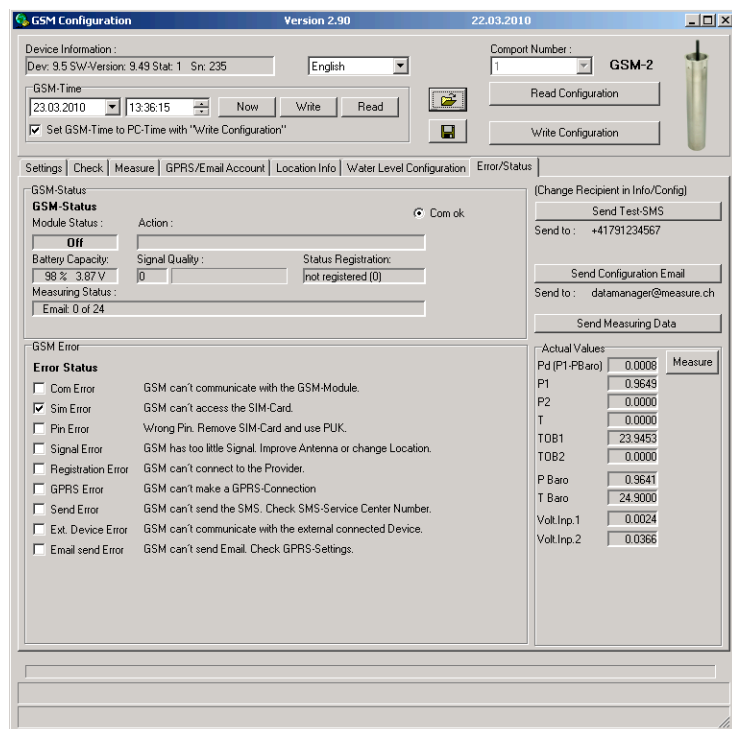 GSM Configuration Version 2.90 22.03.2010
Device Information :
Dev: 9.5 SW-Version: 9.49 Stat: 1 Sn: 235
English
Comport Number :
1
GSM-2
GSM-Time
23.03.2010 13:36:15 Now Write Read
Set GSM-Time to PC-Time with "Write Configuration"
Read Configuration
Write Configuration
Settings Check Measure GPRS/Email Account Location Info Water Level Configuration Error/Status
GSM-Status
GSM-Status
Com ok
Module Status : Action :
Off
Battery Capacity: Signal Quality : Status Registration:
98 % 3.87 V 0 not registered (0)
Measuring Status :
Email: 0 of 24
(Change Recipient in Info/Config)
Send Test-SMS
Send to : +41791234567
Send Configuration Email
Send to : datamanager@measure.ch
Send Measuring Data
GSM Error
Error Status
Com Error GSM can´t communicate with the GSM-Module.
Sim Error GSM can´t access the SIM-Card.
Pin Error Wrong Pin. Remove SIM-Card and use PUK.
Signal Error GSM has too little Signal. Improve Antenna or change Location.
Registration Error GSM can´t connect to the Provider.
GPRS Error GSM can´t make a GPRS-Connection
Send Error GSM can´t send the SMS. Check SMS-Service Center Number.
Ext. Device Error GSM can´t communicate with the external connected Device.
Email send Error GSM can´t send Email. Check GPRS-Settings.
Actual Values
Pd (P1-PBaro) 0.0008 Measure
P1 0.9649
P2 0.0000
T 0.0000
TOB1 23.9453
TOB2 0.0000
P Baro 0.9641
T Baro 24.9000
Volt.Inp.1 0.0024
Volt.Inp.2 0.0366